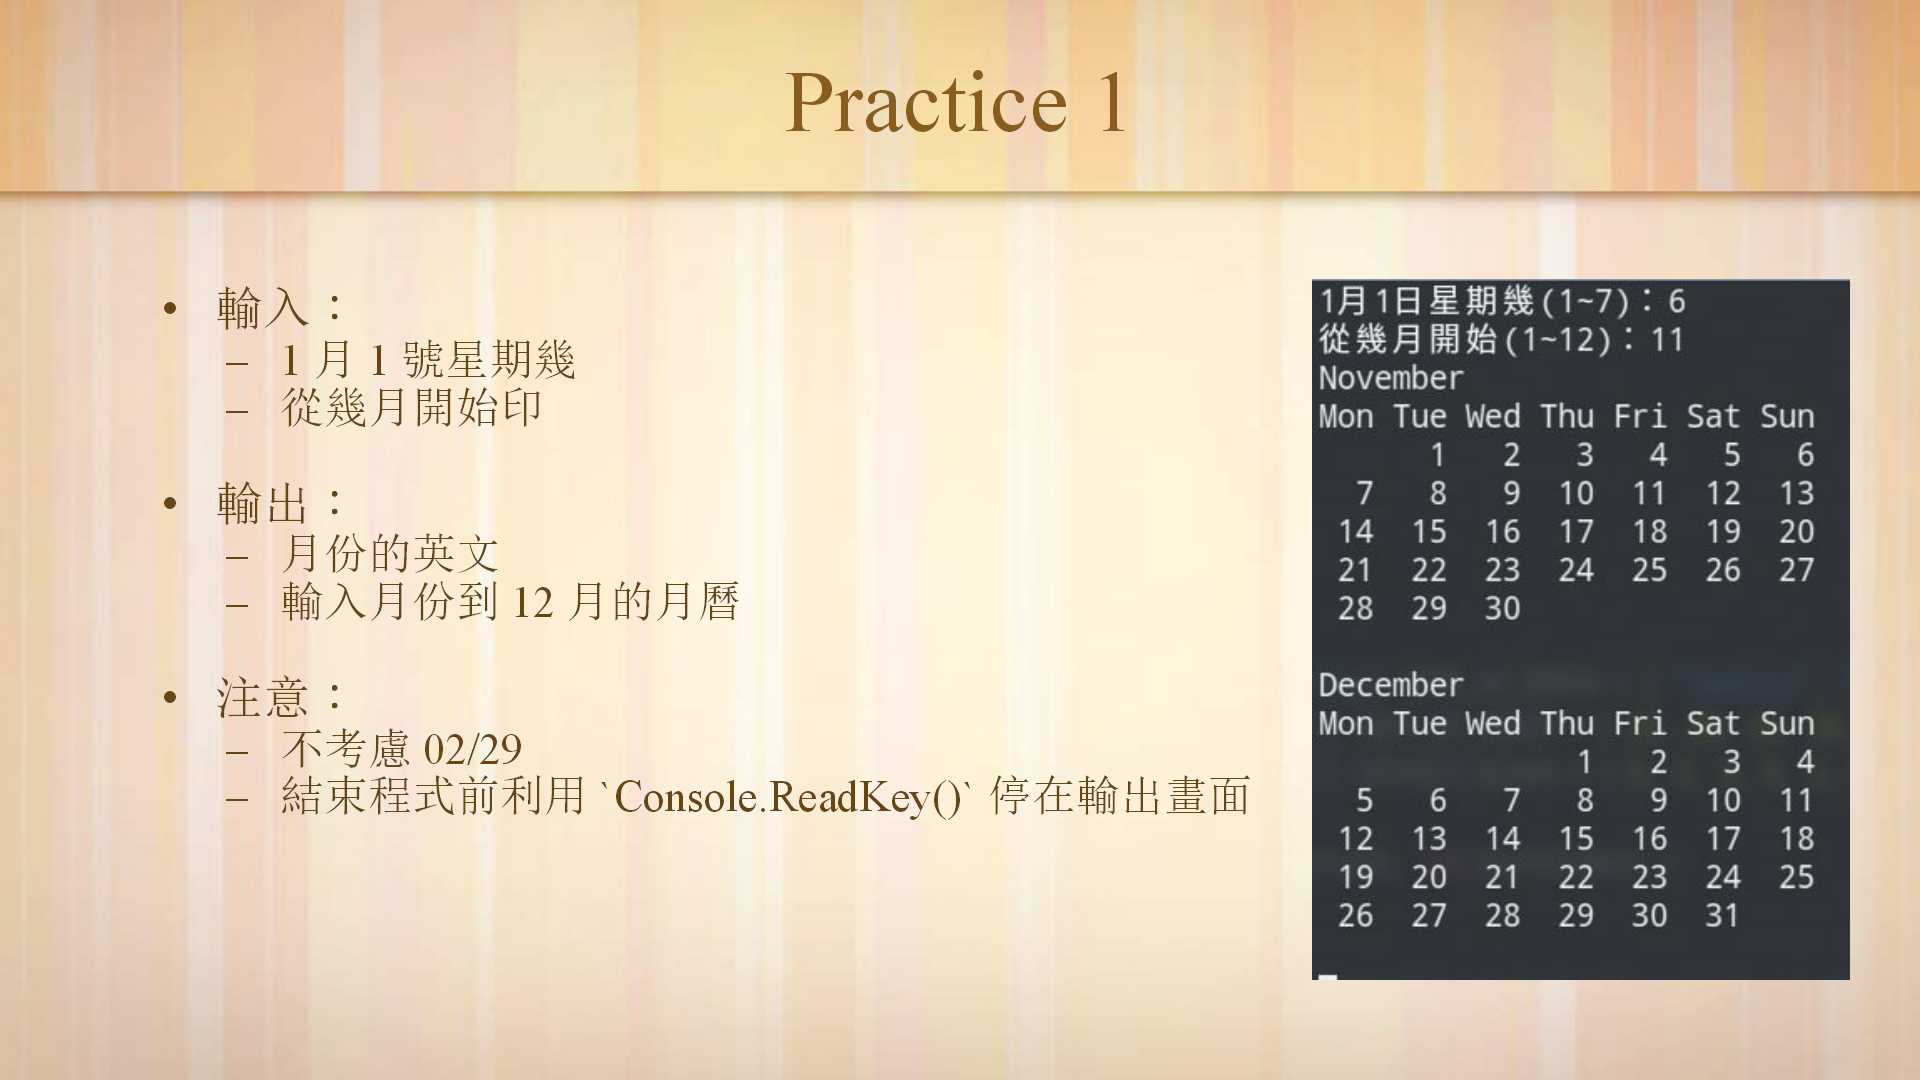 Practice 1
• 輸入：
– 1 月 1 號星期幾
– 從幾月開始印
• 輸出：
– 月份的英文
– 輸入月份到 12 月的月曆
• 注意：
– 不考慮 02/29
– 結束程式前利用 `Console.ReadKey()` 停在輸出畫面
1月1日星期幾(1~7)：6
從幾月開始(1~12)：11
November
Mon Tue Wed Thu Fri Sat Sun
1 2 3 4 5 6
7 8 9 10 11 12 13
14 15 16 17 18 19 20
21 22 23 24 25 26 27
28 29 30
December
Mon Tue Wed Thu Fri Sat Sun
1 2 3 4
5 6 7 8 9 10 11
12 13 14 15 16 17 18
19 20 21 22 23 24 25
26 27 28 29 30 31